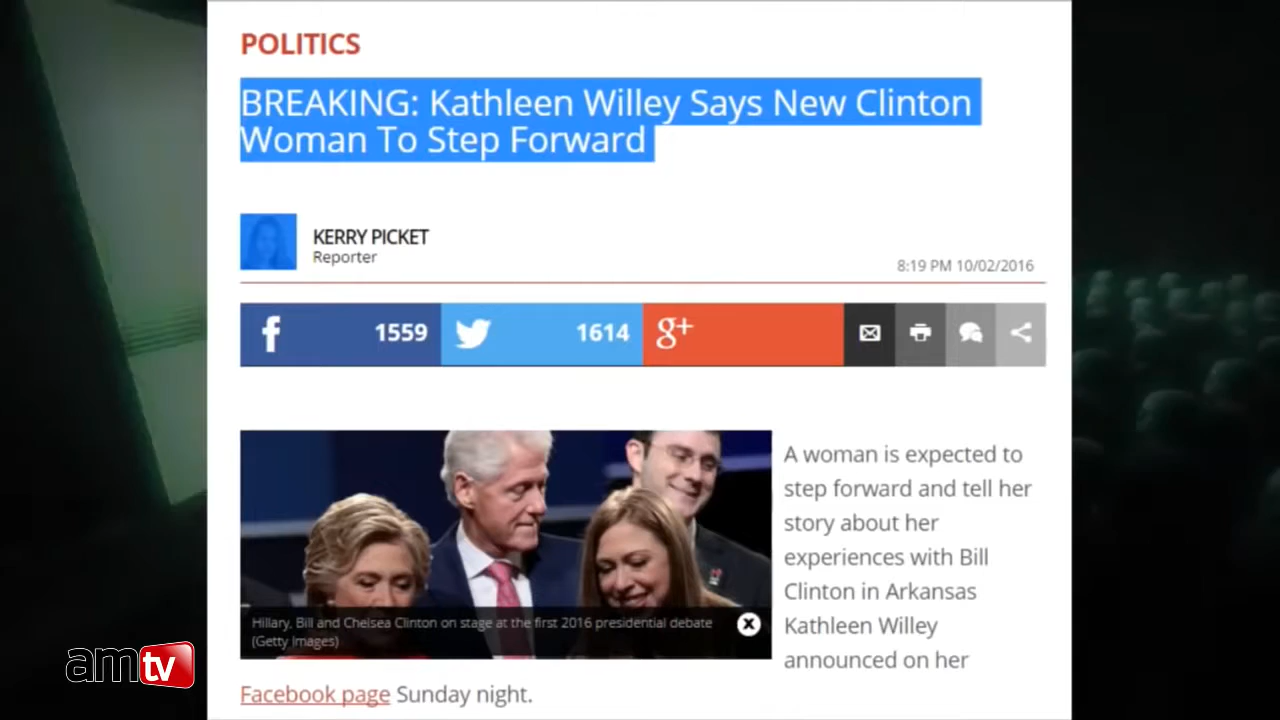 POLITICS
BREAKING: Kathleen Willey Says New Clinton
Woman To Step Forward
KERRY PICKET
Reporter
8:19 PM 10/02/2016
f 1559
1614
g+
Hillary, Bill and Chelsea Clinton on stage at the first 2016 presidential debate
(Getty Images)
A woman is expected to
step forward and tell her
story about her
experiences with Bill
Clinton in Arkansas
Kathleen Willey
announced on her
Facebook page Sunday night.
amtv